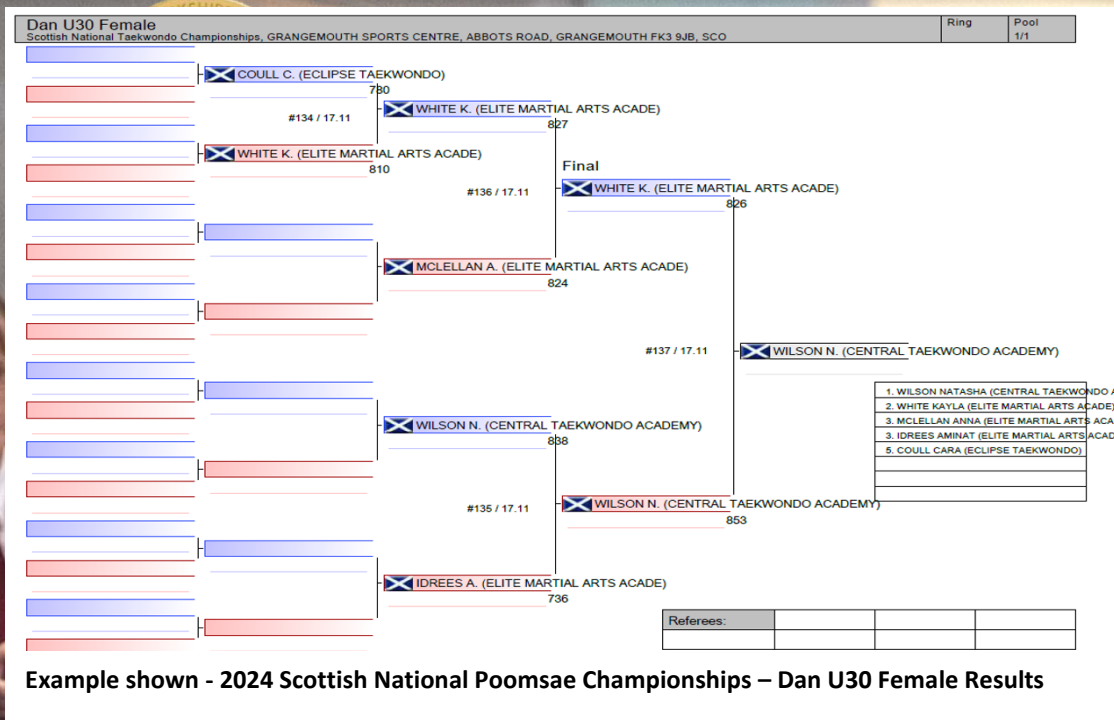 Dan U30 Female
Scottish National Taekwondo Championships, GRANGEMOUTH SPORTS CENTRE, ABBOTS ROAD, GRANGEMOUTH FK3 9JB, SCO
Ring
Pool
1/1
COULL C. (ECLIPSE TAEKWONDO)
780
#134 / 17.11
WHITE K. (ELITE MARTIAL ARTS ACADE)
827
WHITE K. (ELITE MARTIAL ARTS ACADE)
810
Final
#136 / 17.11
WHITE K. (ELITE MARTIAL ARTS ACADE)
826
MCLELLAN A. (ELITE MARTIAL ARTS ACADE)
824
#137 / 17.11
WILSON N. (CENTRAL TAEKWONDO ACADEMY)
1. WILSON NATASHA (CENTRAL TAEKWONDO A
2. WHITE KAYLA (ELITE MARTIAL ARTS ACADE)
3. MCLELLAN ANNA (ELITE MARTIAL ARTS ACA
3. IDREES AMINAT (ELITE MARTIAL ARTS ACAD
5. COULL CARA (ECLIPSE TAEKWONDO)
WILSON N. (CENTRAL TAEKWONDO ACADEMY)
838
#135 / 17.11
WILSON N. (CENTRAL TAEKWONDO ACADEMY)
853
IDREES A. (ELITE MARTIAL ARTS ACADE)
736
Referees:
Example shown - 2024 Scottish National Poomsae Championships – Dan U30 Female Results